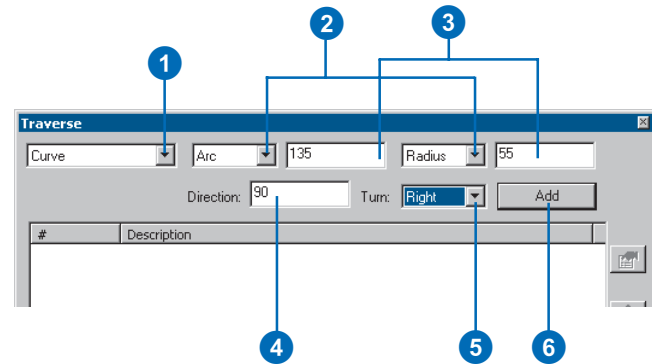 2 3
1
Traverse
Curve Arc 135 Radius 55
Direction: 90 Turn: Right Add
# Description
4 5 6